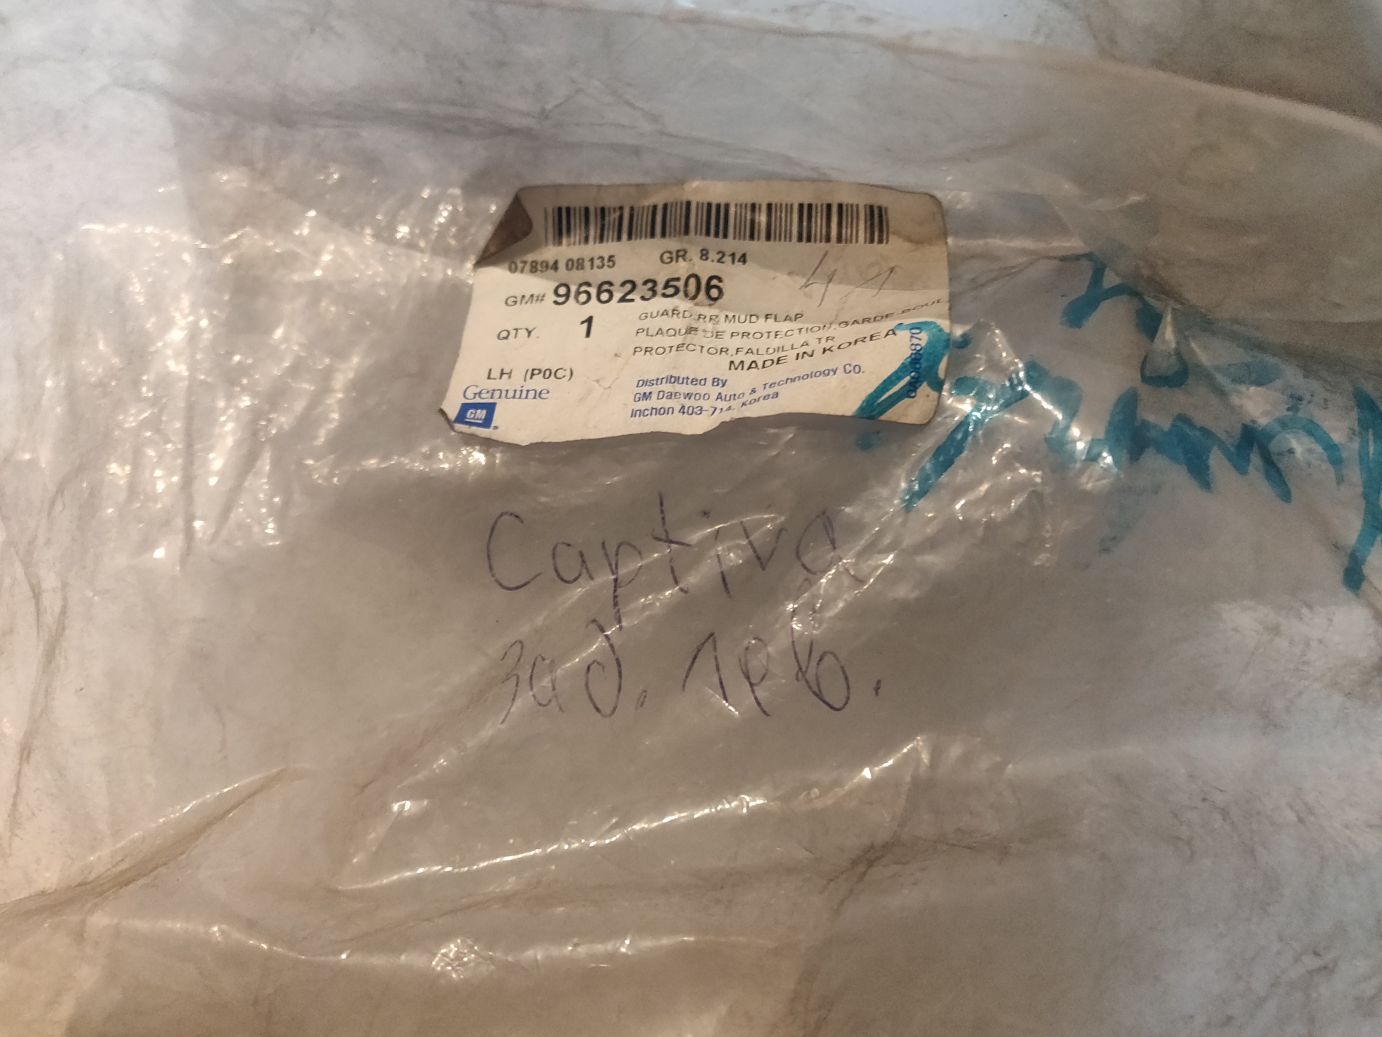 07894 08135 GR. 8.214
GM# 96623506
QTY. 1
GUARD,RR MUD FLAP
PLAQUE DE PROTECTION,GARDE-BOUE
PROTECTOR,FALDILLA TR
MADE IN KOREA
LH (P0C)
Genuine
GM
Distributed By
GM Daewoo Auto & Technology Co.
Inchon 403-714, Korea
Captiva
зад.